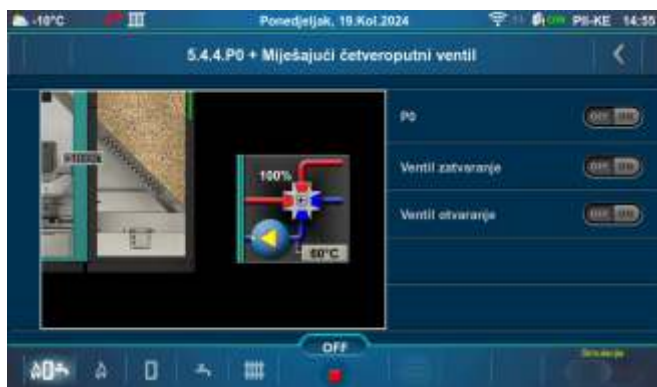 -10°C
Ponedjeljak, 19.Kol.2024
PII-KE 14:55
5.4.4.P0 + Miješajući četveroputni ventil
P0
OFF ON
100%
Ventil zatvaranje
OFF ON
Ventil otvaranje
OFF ON
60°C
OFF